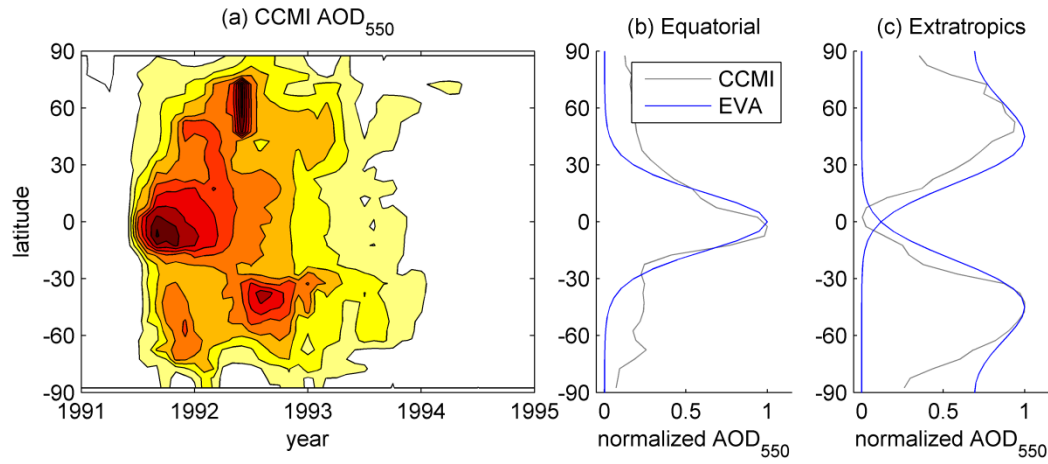 (a) CCMI AOD550
90
60
30
0
-30
-60
-90
latitude
1991 1992 1993 1994 1995
year
(b) Equatorial
CCMI
EVA
90
60
30
0
-30
-60
-90
0 0.5 1
normalized AOD550
(c) Extratropics
90
60
30
0
-30
-60
-90
0 0.5 1
normalized AOD550